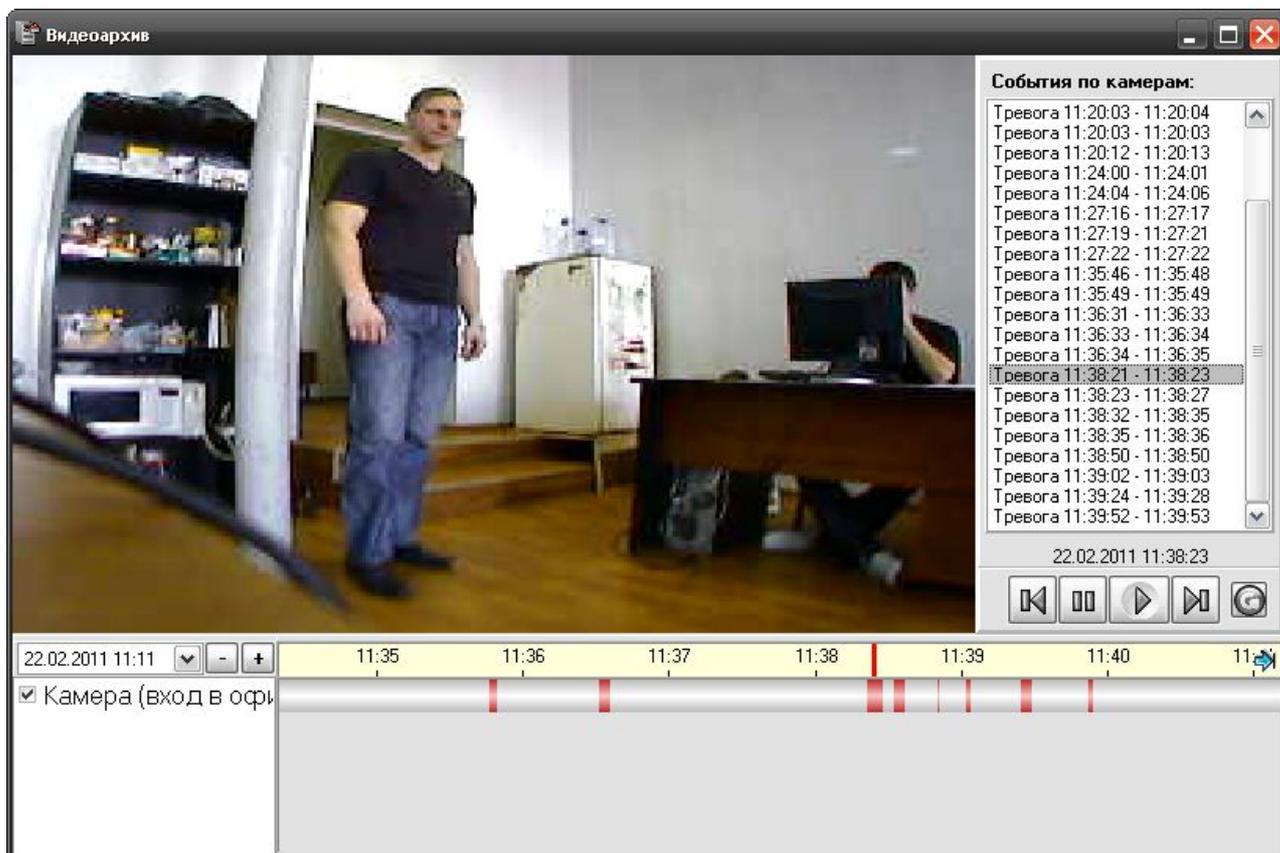 Видеоархив
События по камерам:
Тревога 11:20:03 - 11:20:04
Тревога 11:20:03 - 11:20:03
Тревога 11:20:12 - 11:20:13
Тревога 11:24:00 - 11:24:01
Тревога 11:24:04 - 11:24:06
Тревога 11:27:16 - 11:27:17
Тревога 11:27:19 - 11:27:21
Тревога 11:27:22 - 11:27:22
Тревога 11:35:46 - 11:35:48
Тревога 11:35:49 - 11:35:49
Тревога 11:36:31 - 11:36:33
Тревога 11:36:33 - 11:36:34
Тревога 11:36:34 - 11:36:35
Тревога 11:38:21 - 11:38:23
Тревога 11:38:23 - 11:38:27
Тревога 11:38:32 - 11:38:35
Тревога 11:38:35 - 11:38:36
Тревога 11:38:50 - 11:38:50
Тревога 11:39:02 - 11:39:03
Тревога 11:39:24 - 11:39:28
Тревога 11:39:52 - 11:39:53
22.02.2011 11:38:23
22.02.2011 11:11 - + 11:35 11:36 11:37 11:38 11:39 11:40
Камера (вход в офи